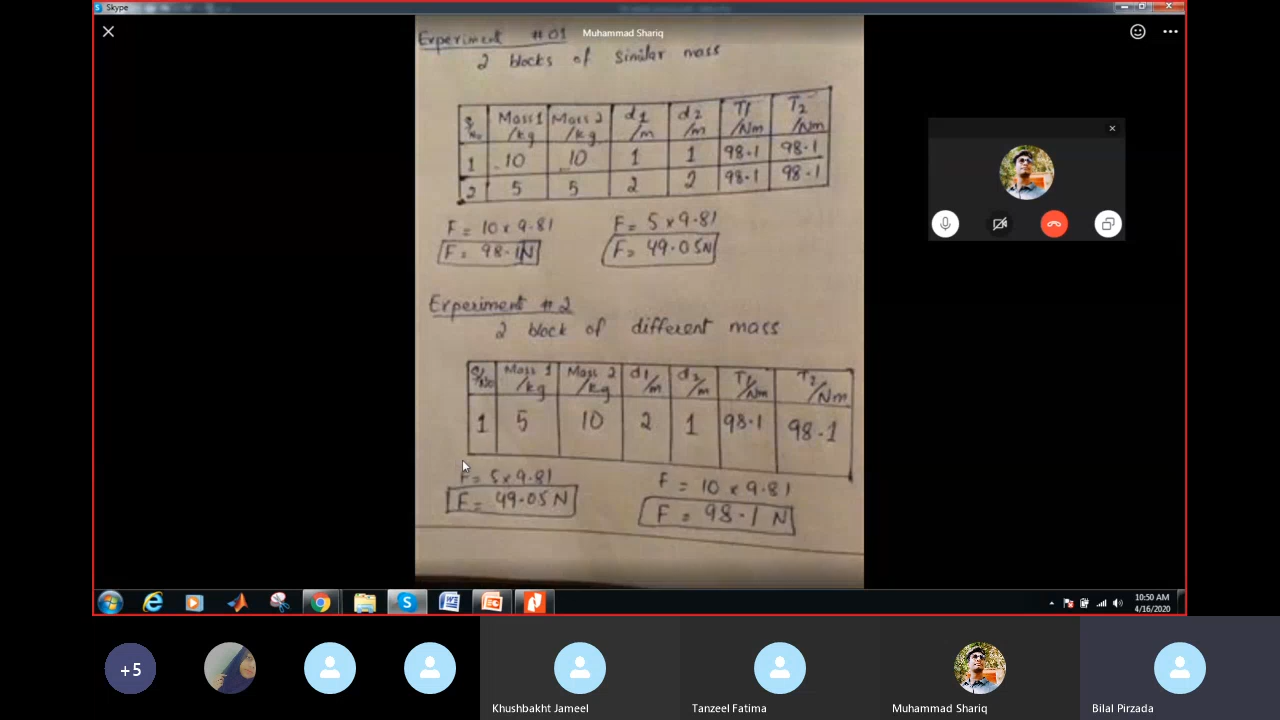 Skype
Muhammad Shariq
Experiment #01
2 blocks of similar mass
S/No Mass 1/kg Mass 2/kg d1/m d2/m T1/Nm T2/Nm
1 10 10 1 1 98.1 98.1
2 5 5 2 2 98.1 98.1
F = 10 x 9.81 F = 5 x 9.81
F = 98.1N F = 49.05N
Experiment #2
2 block of different mass
S/No Mass 1/kg Mass 2/kg d1/m d2/m T1/Nm T2/Nm
1 5 10 2 1 98.1 98.1
F = 5 x 9.81 F = 10 x 9.81
F = 49.05 N F = 98.1 N
10:50 AM
4/16/2020
+5
Khushbakht Jameel
Tanzeel Fatima
Muhammad Shariq
Bilal Pirzada